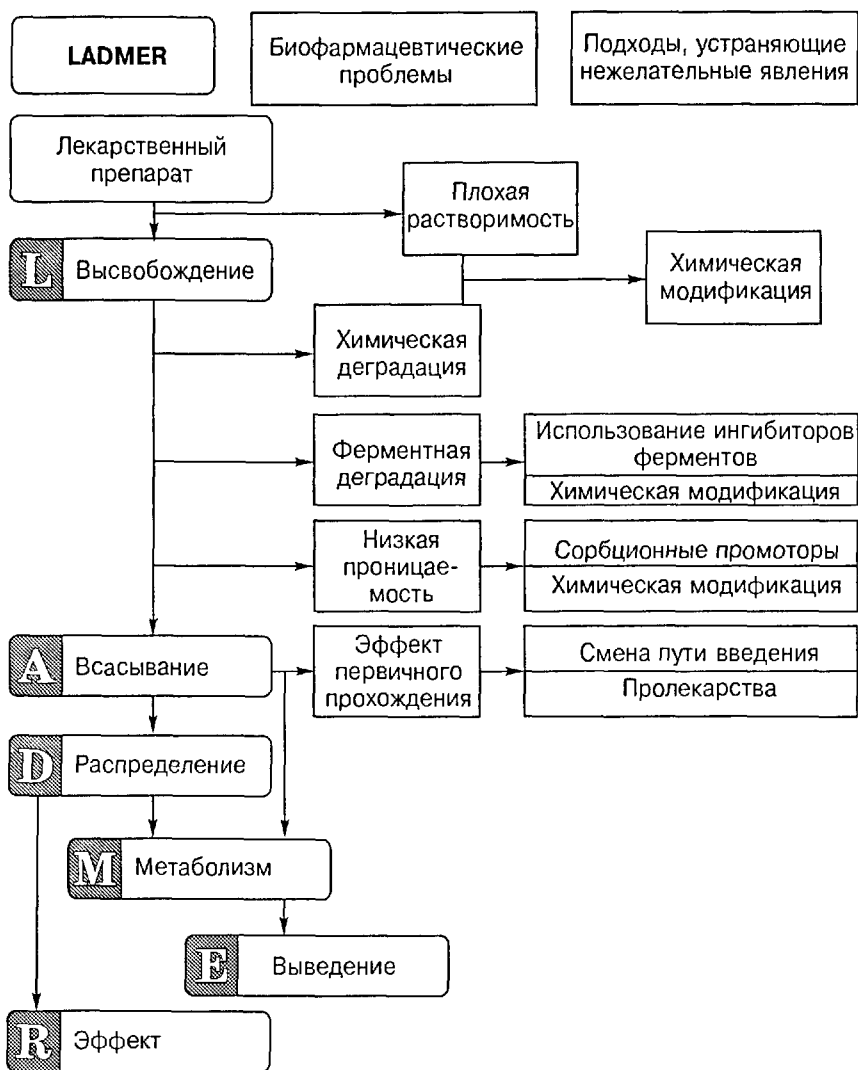 LADMER
Биофармацевтические
проблемы
Подходы, устраняющие
нежелательные явления
Лекарственный
препарат
Плохая
растворимость
L Высвобождение
Химическая
модификация
Химическая
деградация
Ферментная
деградация
Использование ингибиторов
ферментов
Химическая модификация
Низкая
проницае-
мость
Сорбционные промоторы
Химическая модификация
A Всасывание
Эффект
первичного
прохождения
Смена пути введения
Пролекарства
D Распределение
M Метаболизм
E Выведение
R Эффект